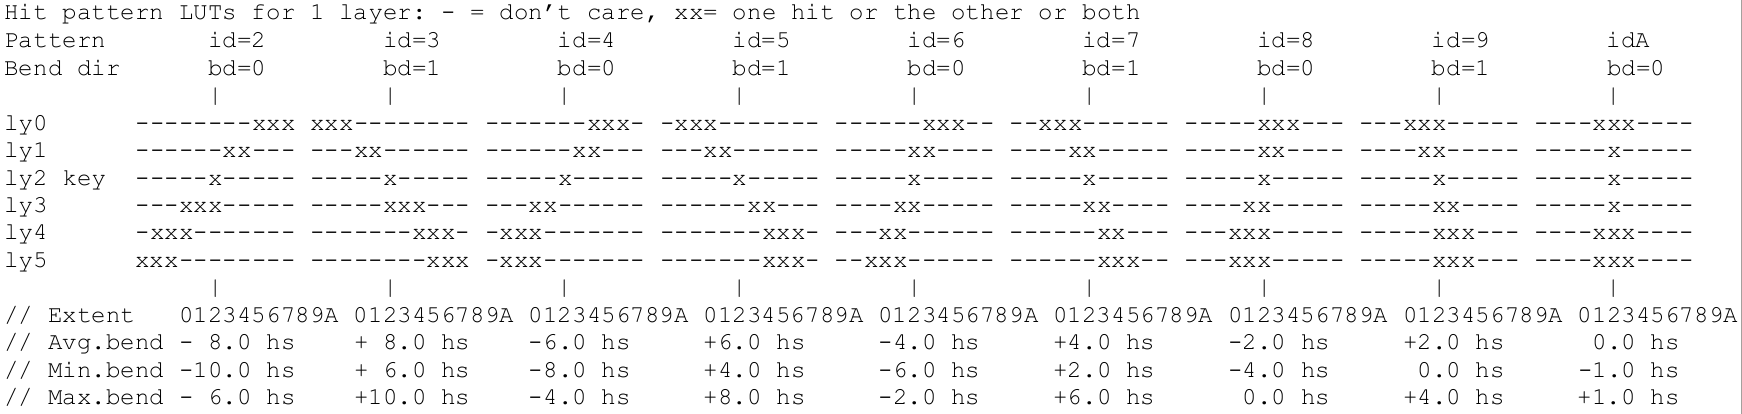 Hit pattern LUTs for 1 layer: - = don’t care, xx= one hit or the other or both
Pattern       id=2        id=3        id=4        id=5        id=6        id=7        id=8        id=9        idA
Bend dir      bd=0        bd=1        bd=0        bd=1        bd=0        bd=1        bd=0        bd=1        bd=0
              |           |           |           |           |           |           |           |           |
ly0      --------xxx xxx-------- -------xxx- -xxx------- ------xxx-- --xxx------ -----xxx--- ---xxx----- ----xxx----
ly1      ------xx--- ---xx------ ------xx--- ---xx------ -----xx---- ----xx----- -----xx---- ----xx----- -----x-----
ly2 key  -----x----- -----x----- -----x----- -----x----- -----x----- -----x----- -----x----- -----x----- -----x-----
ly3      ---xxx----- -----xxx--- ---xx------ ------xx--- ----xx----- -----xx---- ----xx----- -----xx---- -----x-----
ly4      -xxx------- -------xxx- -xxx------- -------xxx- ---xx------ ------xx--- ---xxx----- -----xxx--- ----xxx----
ly5      xxx-------- --------xxx -xxx------- -------xxx- --xxx------ ------xxx-- ---xxx----- -----xxx--- ----xxx----
              |           |           |           |           |           |           |           |           |
// Extent   0123456789A 0123456789A 0123456789A 0123456789A 0123456789A 0123456789A 0123456789A 0123456789A 0123456789A
// Avg.bend - 8.0 hs    + 8.0 hs    -6.0 hs     +6.0 hs     -4.0 hs     +4.0 hs     -2.0 hs     +2.0 hs      0.0 hs
// Min.bend -10.0 hs    + 6.0 hs    -8.0 hs     +4.0 hs     -6.0 hs     +2.0 hs     -4.0 hs      0.0 hs     -1.0 hs
// Max.bend - 6.0 hs    +10.0 hs    -4.0 hs     +8.0 hs     -2.0 hs     +6.0 hs      0.0 hs     +4.0 hs     +1.0 hs